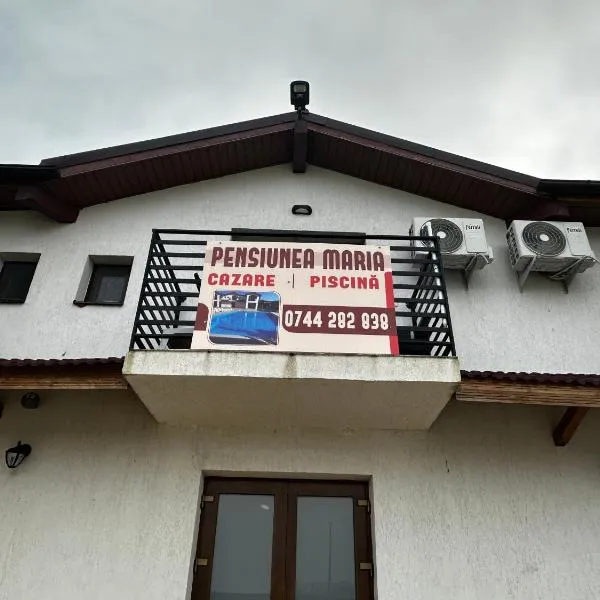 PENSIUNEA MARIA
CAZARE | PISCINĂ
0744 282 838